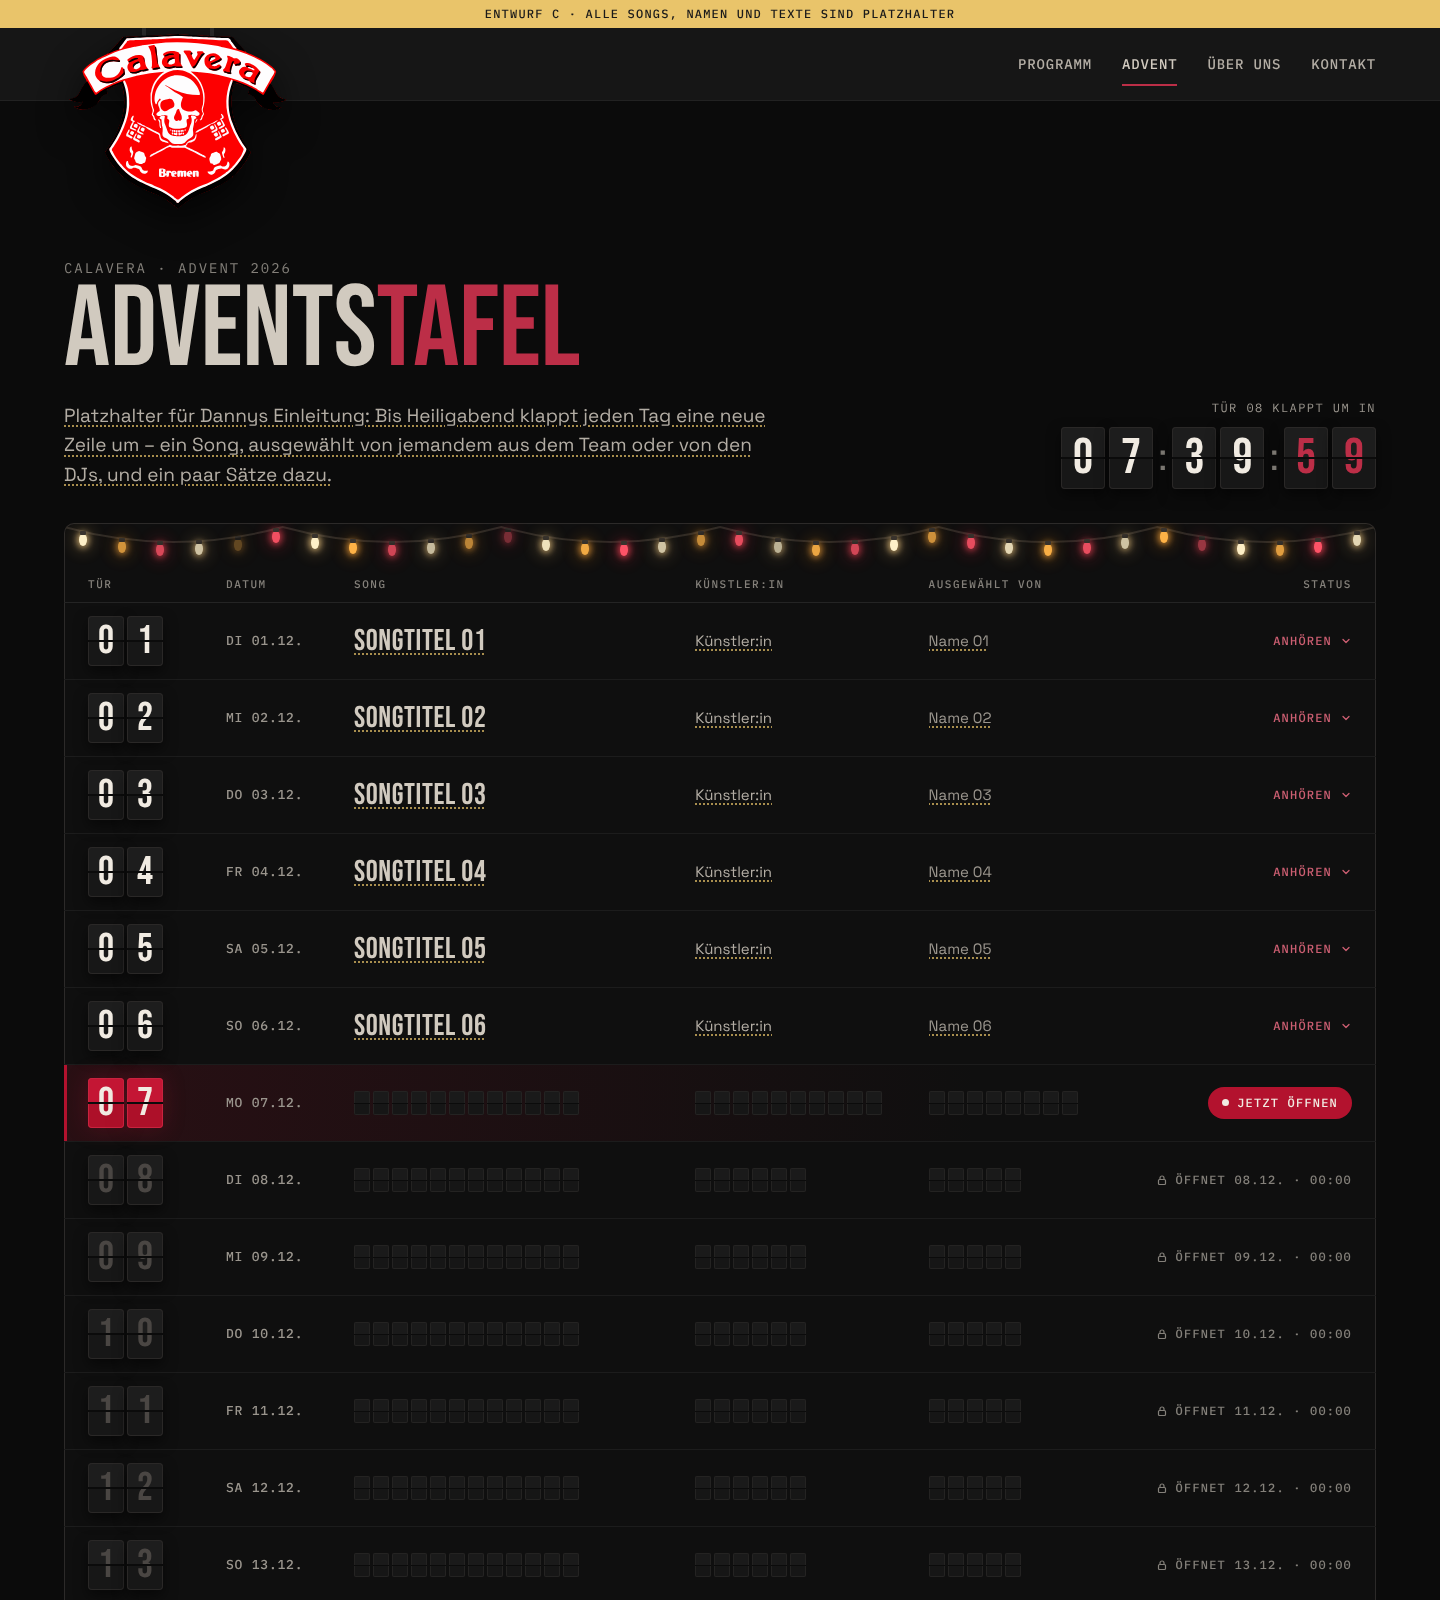 ENTWURF C · ALLE SONGS, NAMEN UND TEXTE SIND PLATZHALTER
Calavera
Bremen
PROGRAMM ADVENT ÜBER UNS KONTAKT
CALAVERA · ADVENT 2026
ADVENTSTAFEL
Platzhalter für Dannys Einleitung: Bis Heiligabend klappt jeden Tag eine neue
Zeile um – ein Song, ausgewählt von jemandem aus dem Team oder von den
DJs, und ein paar Sätze dazu.
TÜR 08 KLAPPT UM IN
07:39:59
TÜR DATUM SONG KÜNSTLER:IN AUSGEWÄHLT VON STATUS
01 DI 01.12. SONGTITEL 01 Künstler:in Name 01 ANHÖREN
02 MI 02.12. SONGTITEL 02 Künstler:in Name 02 ANHÖREN
03 DO 03.12. SONGTITEL 03 Künstler:in Name 03 ANHÖREN
04 FR 04.12. SONGTITEL 04 Künstler:in Name 04 ANHÖREN
05 SA 05.12. SONGTITEL 05 Künstler:in Name 05 ANHÖREN
06 SO 06.12. SONGTITEL 06 Künstler:in Name 06 ANHÖREN
07 MO 07.12. JETZT ÖFFNEN
08 DI 08.12. ÖFFNET 08.12. · 00:00
09 MI 09.12. ÖFFNET 09.12. · 00:00
10 DO 10.12. ÖFFNET 10.12. · 00:00
11 FR 11.12. ÖFFNET 11.12. · 00:00
12 SA 12.12. ÖFFNET 12.12. · 00:00
13 SO 13.12. ÖFFNET 13.12. · 00:00